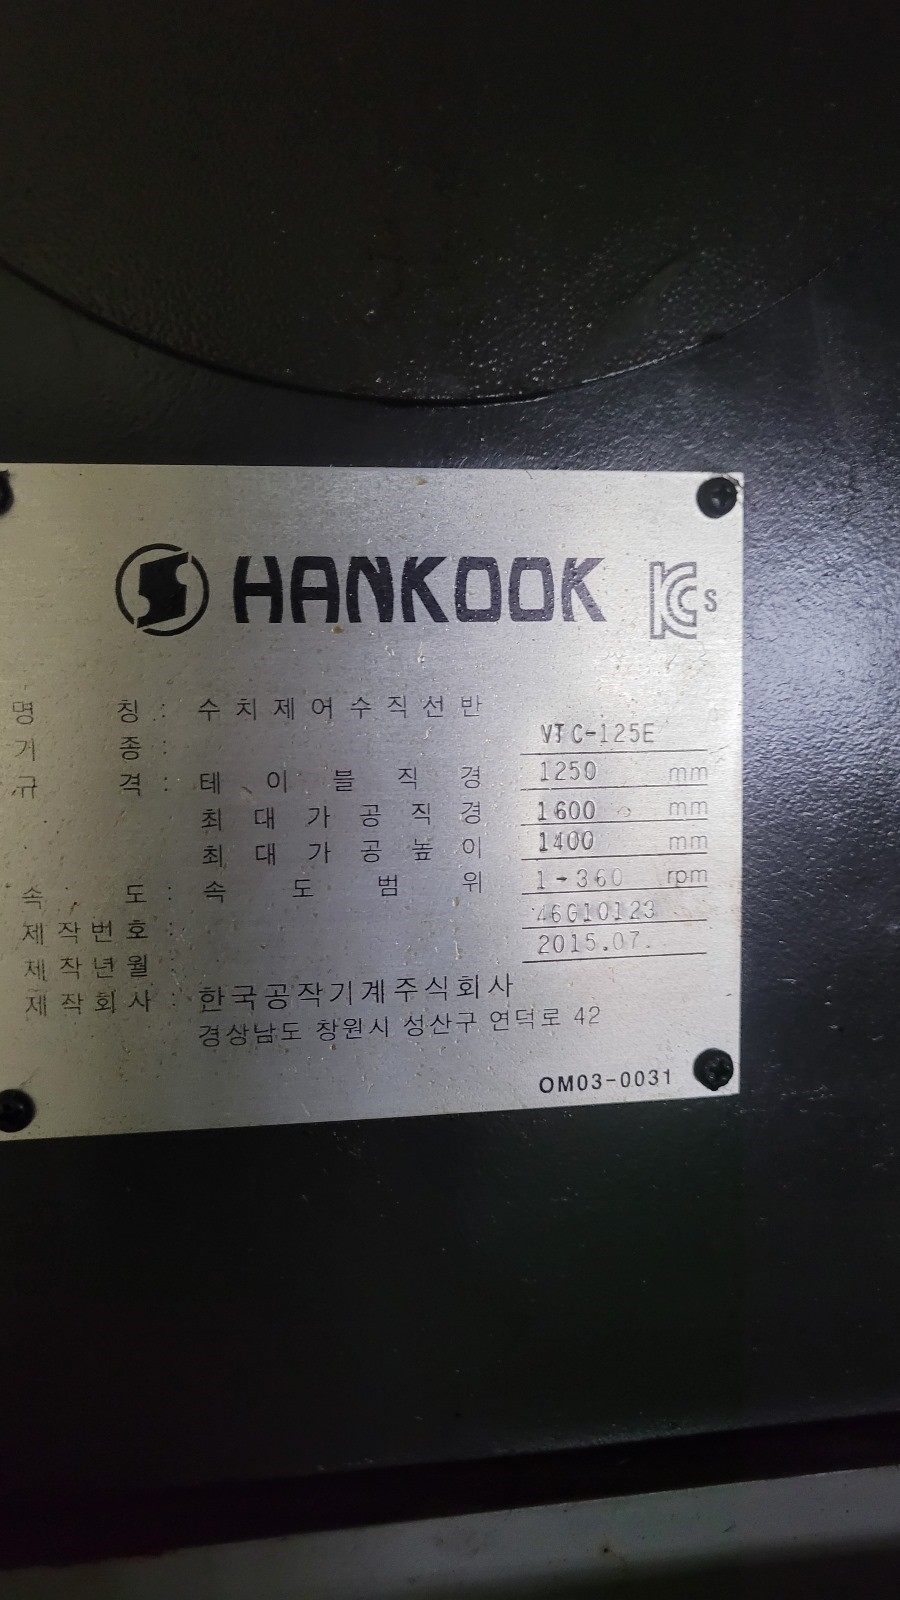 HANKOOK
명 칭 : 수치제어수직선반
기 종 : VTC-125E
규 격 : 테이블직경 1250 mm
최대가공직경 1600 mm
최대가공높이 1400 mm
속 도 : 속도범위 1-360 rpm
제작번호 : 46G10123
제작년월 : 2015.07.
제작회사 : 한국공작기계주식회사
경상남도 창원시 성산구 연덕로 42
OM03-0031